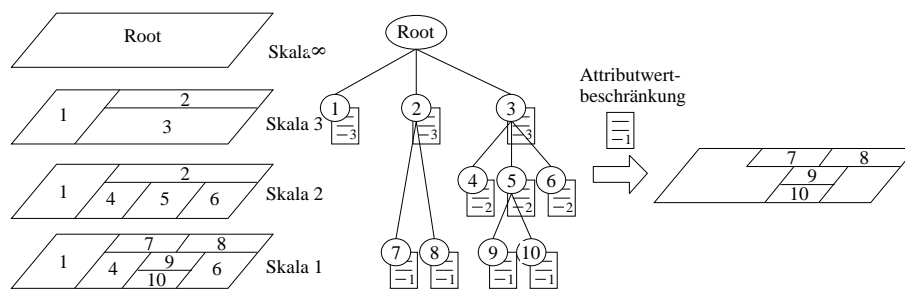 Root
Skala ∞
1
2
3
Skala 3
1
2
4 5 6
Skala 2
1
7 8
4 9 6
10
Skala 1
Root
1 2 3
−3 −3 −3
4 5 6
−2 −2 −2
7 8 9 10
−1 −1 −1 −1
Attributwert-
beschränkung
−1
7 8
9
10